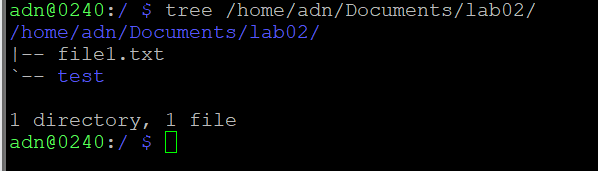 adn@0240:/ $ tree /home/adn/Documents/lab02/
/home/adn/Documents/lab02/
|-- file1.txt
`-- test
1 directory, 1 file
adn@0240:/ $